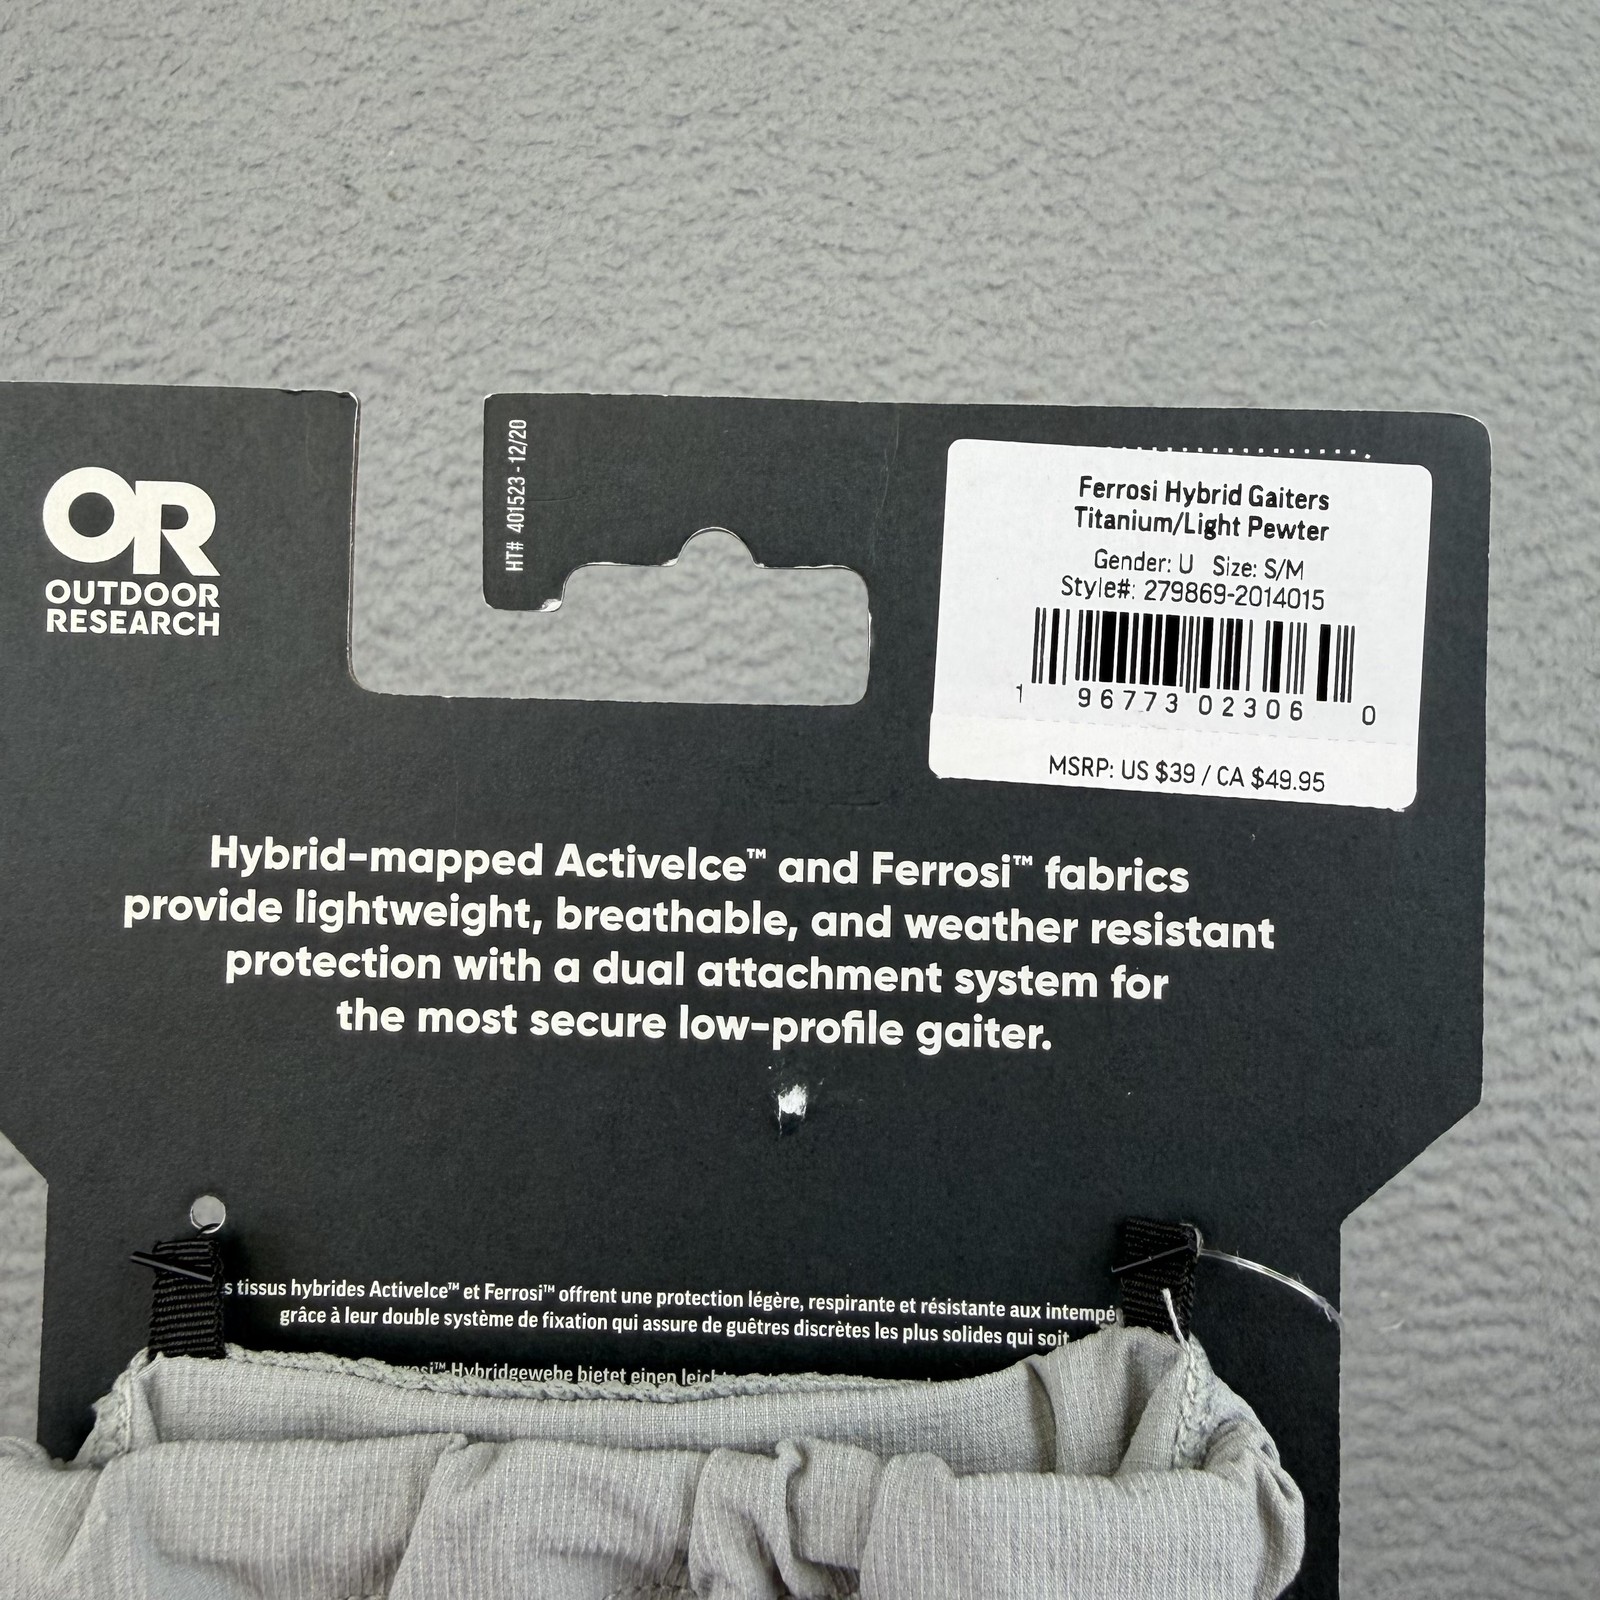 OR
OUTDOOR
RESEARCH
HT# 401523 - 12/20
Ferrosi Hybrid Gaiters
Titanium/Light Pewter
Gender: U Size: S/M
Style#: 279869-2014015
1 96773 02306 0
MSRP: US $39 / CA $49.95
Hybrid-mapped ActiveIce™ and Ferrosi™ fabrics
provide lightweight, breathable, and weather resistant
protection with a dual attachment system for
the most secure low-profile gaiter.
tissus hybrides ActiveIce™ et Ferrosi™ offrent une protection légère, respirante et résistante aux
grâce à leur double système de fixation qui assure de guêtres discrètes les plus solides qui soit
Hybridgewebe bietet einen